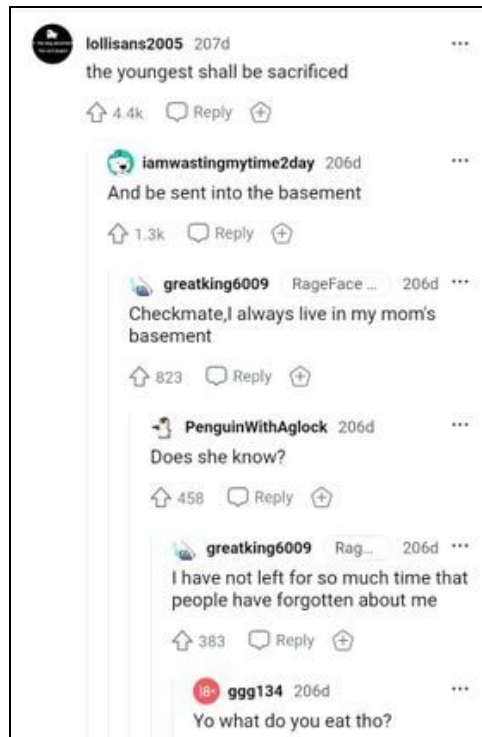 lollisans2005 207d
the youngest shall be sacrificed
4.4k Reply
iamwastingmytime2day 206d
And be sent into the basement
1.3k Reply
greatking6009 RageFace ... 206d
Checkmate,I always live in my mom's
basement
823 Reply
PenguinWithAglock 206d
Does she know?
458 Reply
greatking6009 Rag... 206d
I have not left for so much time that
people have forgotten about me
383 Reply
18+ ggg134 206d
Yo what do you eat tho?